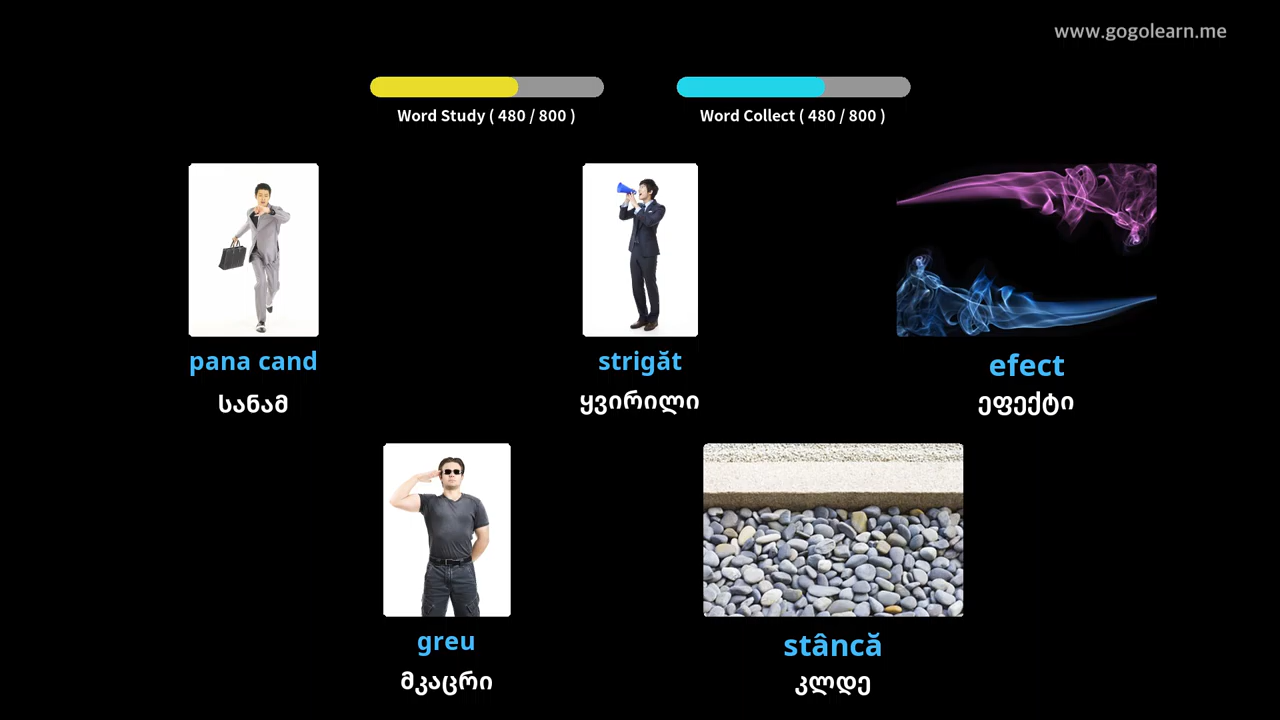 www.gogolearn.me
Word Study ( 480 / 800 )
Word Collect ( 480 / 800 )
pana cand
სანამ
strigăt
ყვირილი
efect
ეფექტი
greu
მკაცრი
stâncă
კლდე